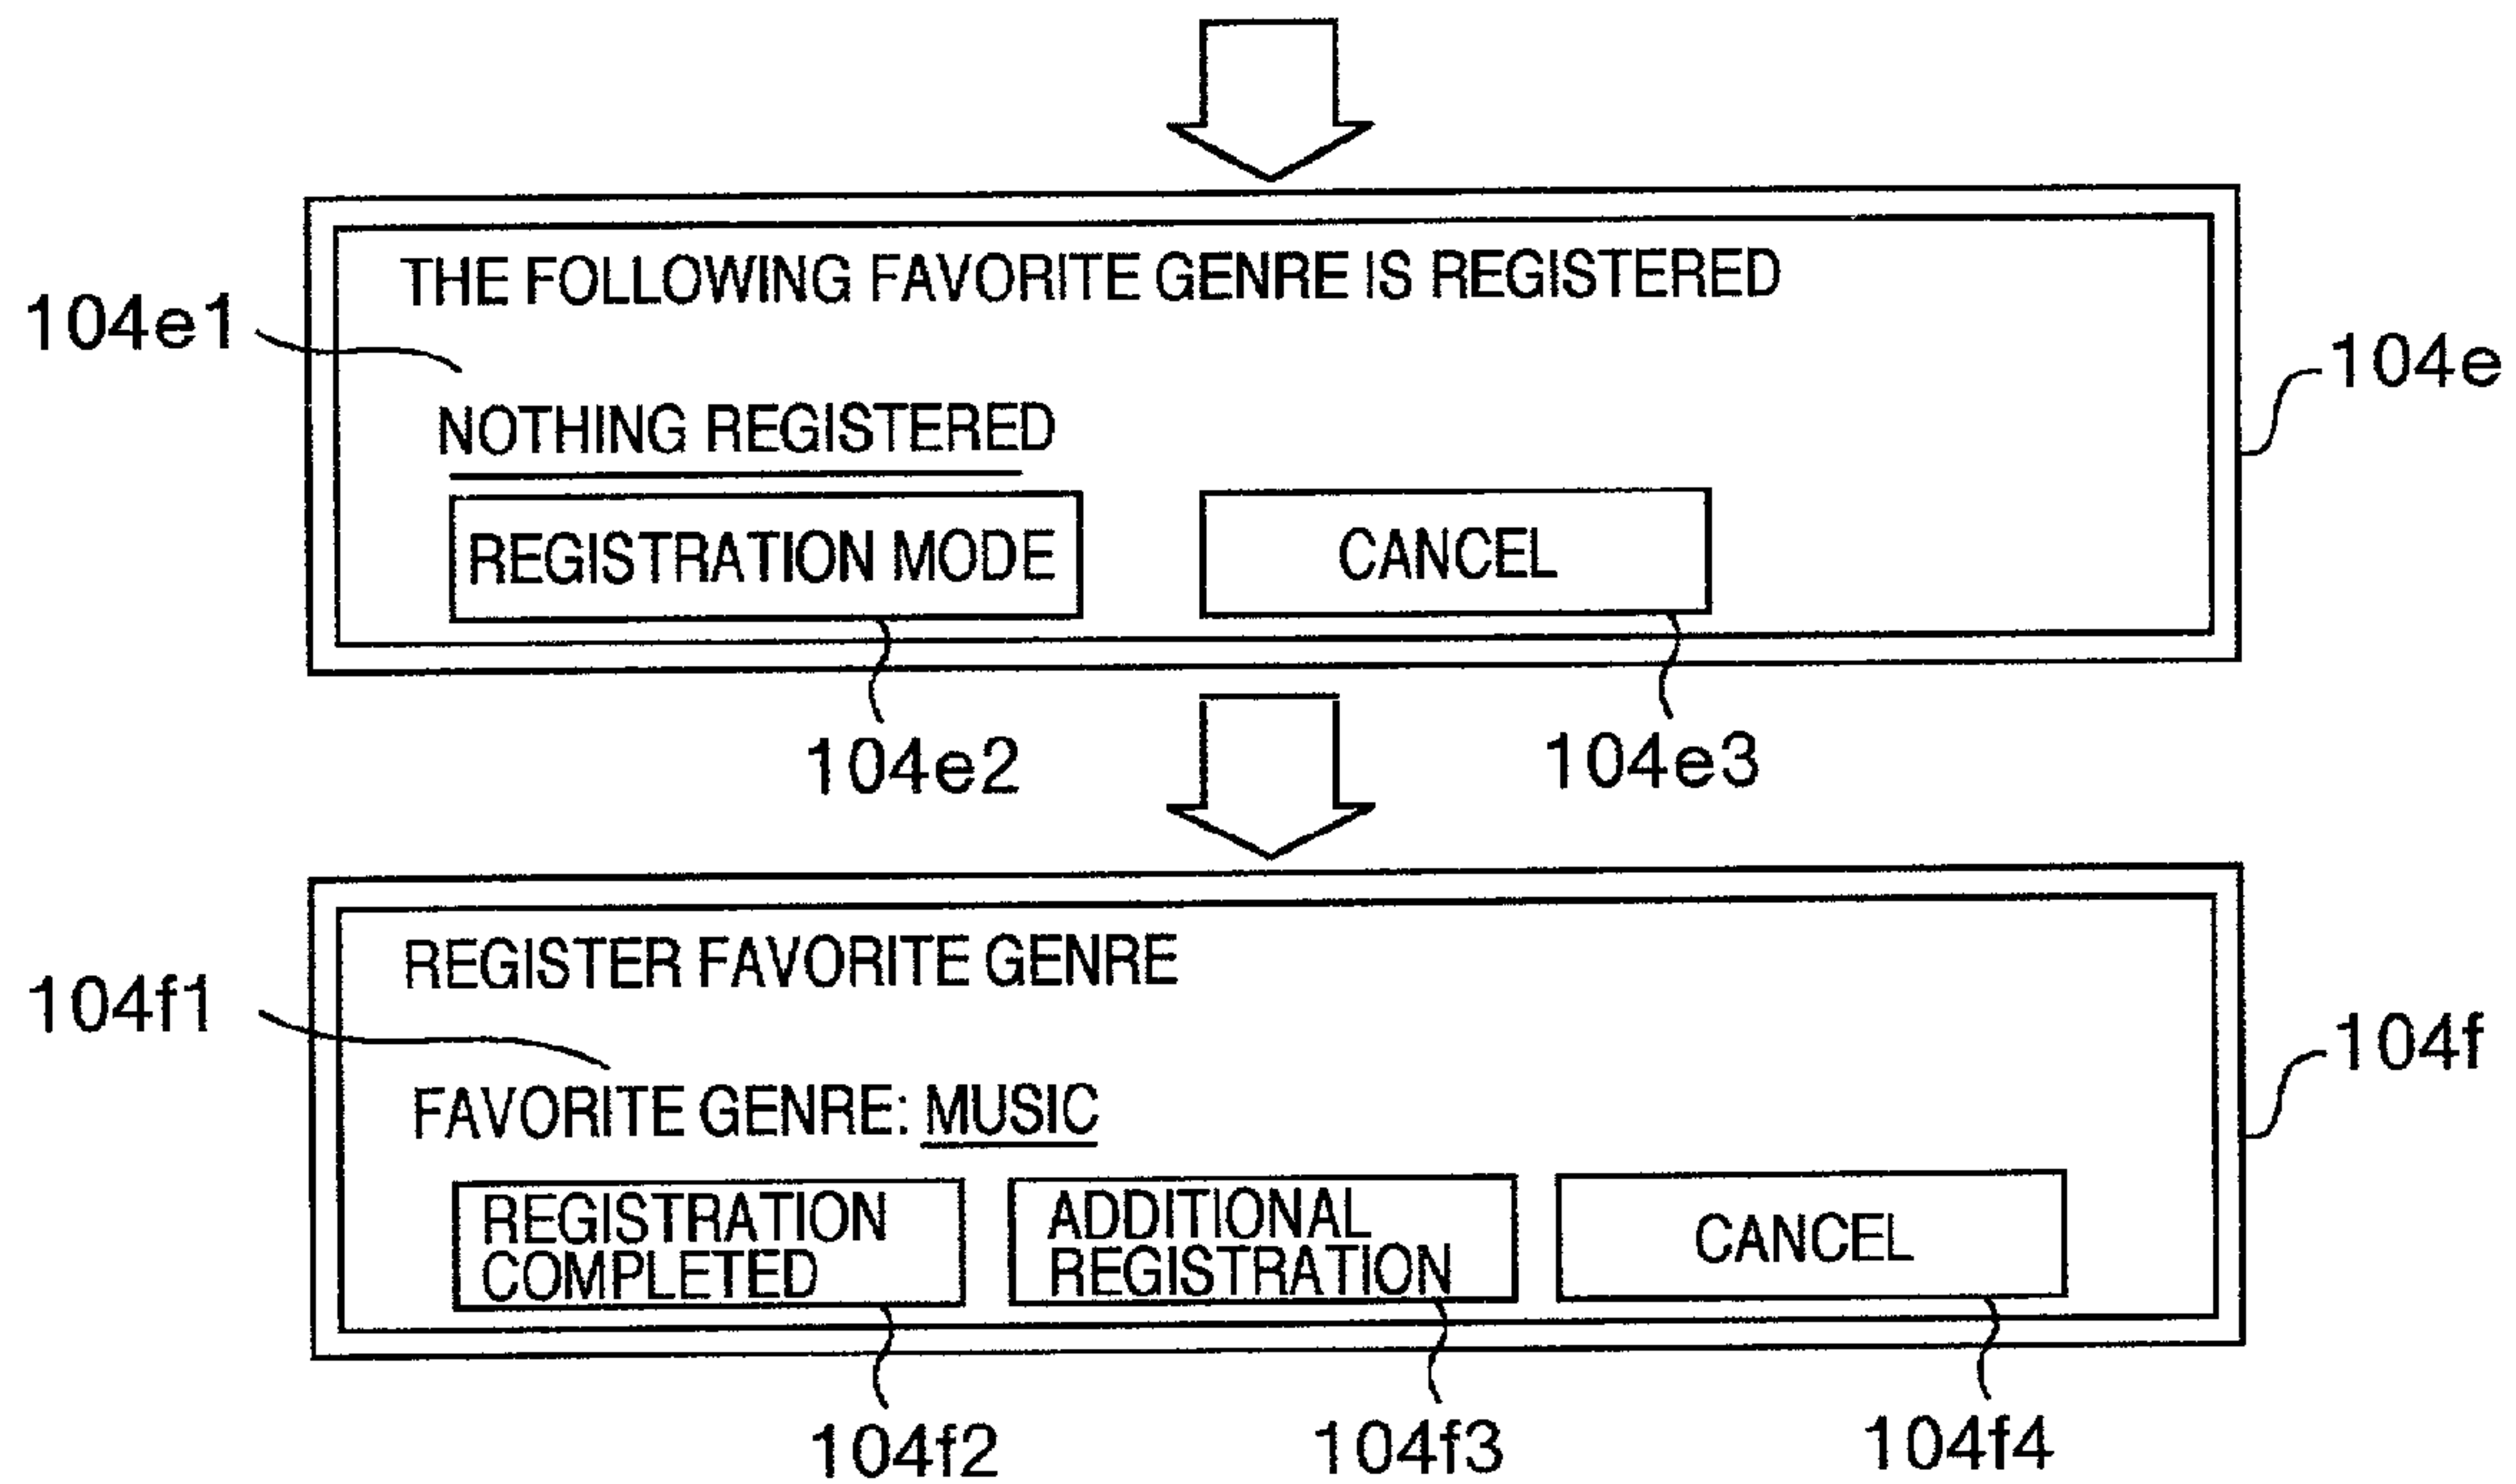 THE FOLLOWING FAVORITE GENRE IS REGISTERED
104e1
104e
NOTHING REGISTERED
REGISTRATION MODE
CANCEL
104e2
104e3
REGISTER FAVORITE GENRE
104f1
104f
FAVORITE GENRE: MUSIC
REGISTRATION
COMPLETED
ADDITIONAL
REGISTRATION
CANCEL
104f2
104f3
104f4